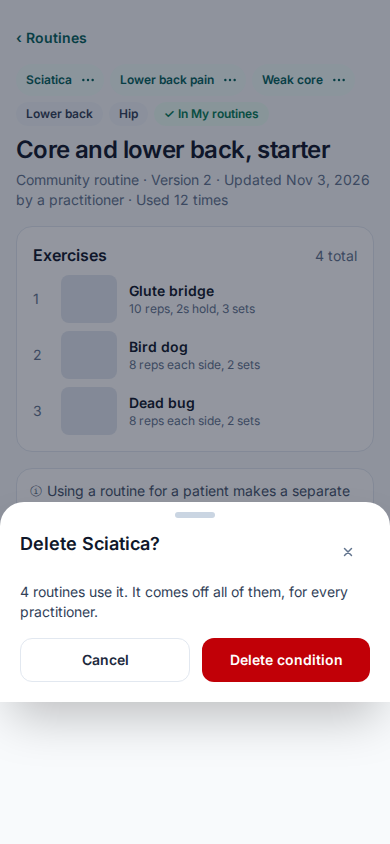 ‹ Routines
Sciatica ··· Lower back pain ··· Weak core ···
Lower back Hip ✓ In My routines
Core and lower back, starter
Community routine · Version 2 · Updated Nov 3, 2026
by a practitioner · Used 12 times
Exercises 4 total
1 Glute bridge
10 reps, 2s hold, 3 sets
2 Bird dog
8 reps each side, 2 sets
3 Dead bug
8 reps each side, 2 sets
Using a routine for a patient makes a separate
Delete Sciatica?
4 routines use it. It comes off all of them, for every
practitioner.
Cancel Delete condition